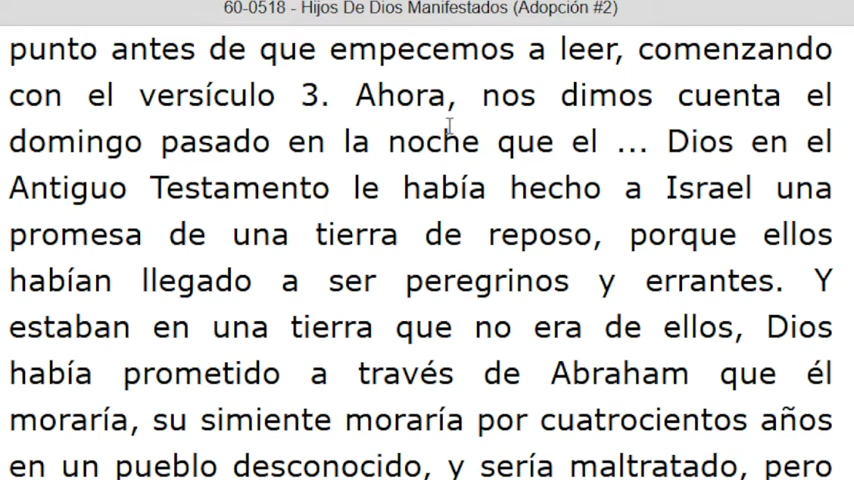 60-0518 - Hijos De Dios Manifestados (Adopción #2)
punto antes de que empecemos a leer, comenzando
con el versículo 3. Ahora, nos dimos cuenta el
domingo pasado en la noche que el ... Dios en el
Antiguo Testamento le había hecho a Israel una
promesa de una tierra de reposo, porque ellos
habían llegado a ser peregrinos y errantes. Y
estaban en una tierra que no era de ellos, Dios
había prometido a través de Abraham que él
moraría, su simiente moraría por cuatrocientos años
en un pueblo desconocido, y sería maltratado, pero